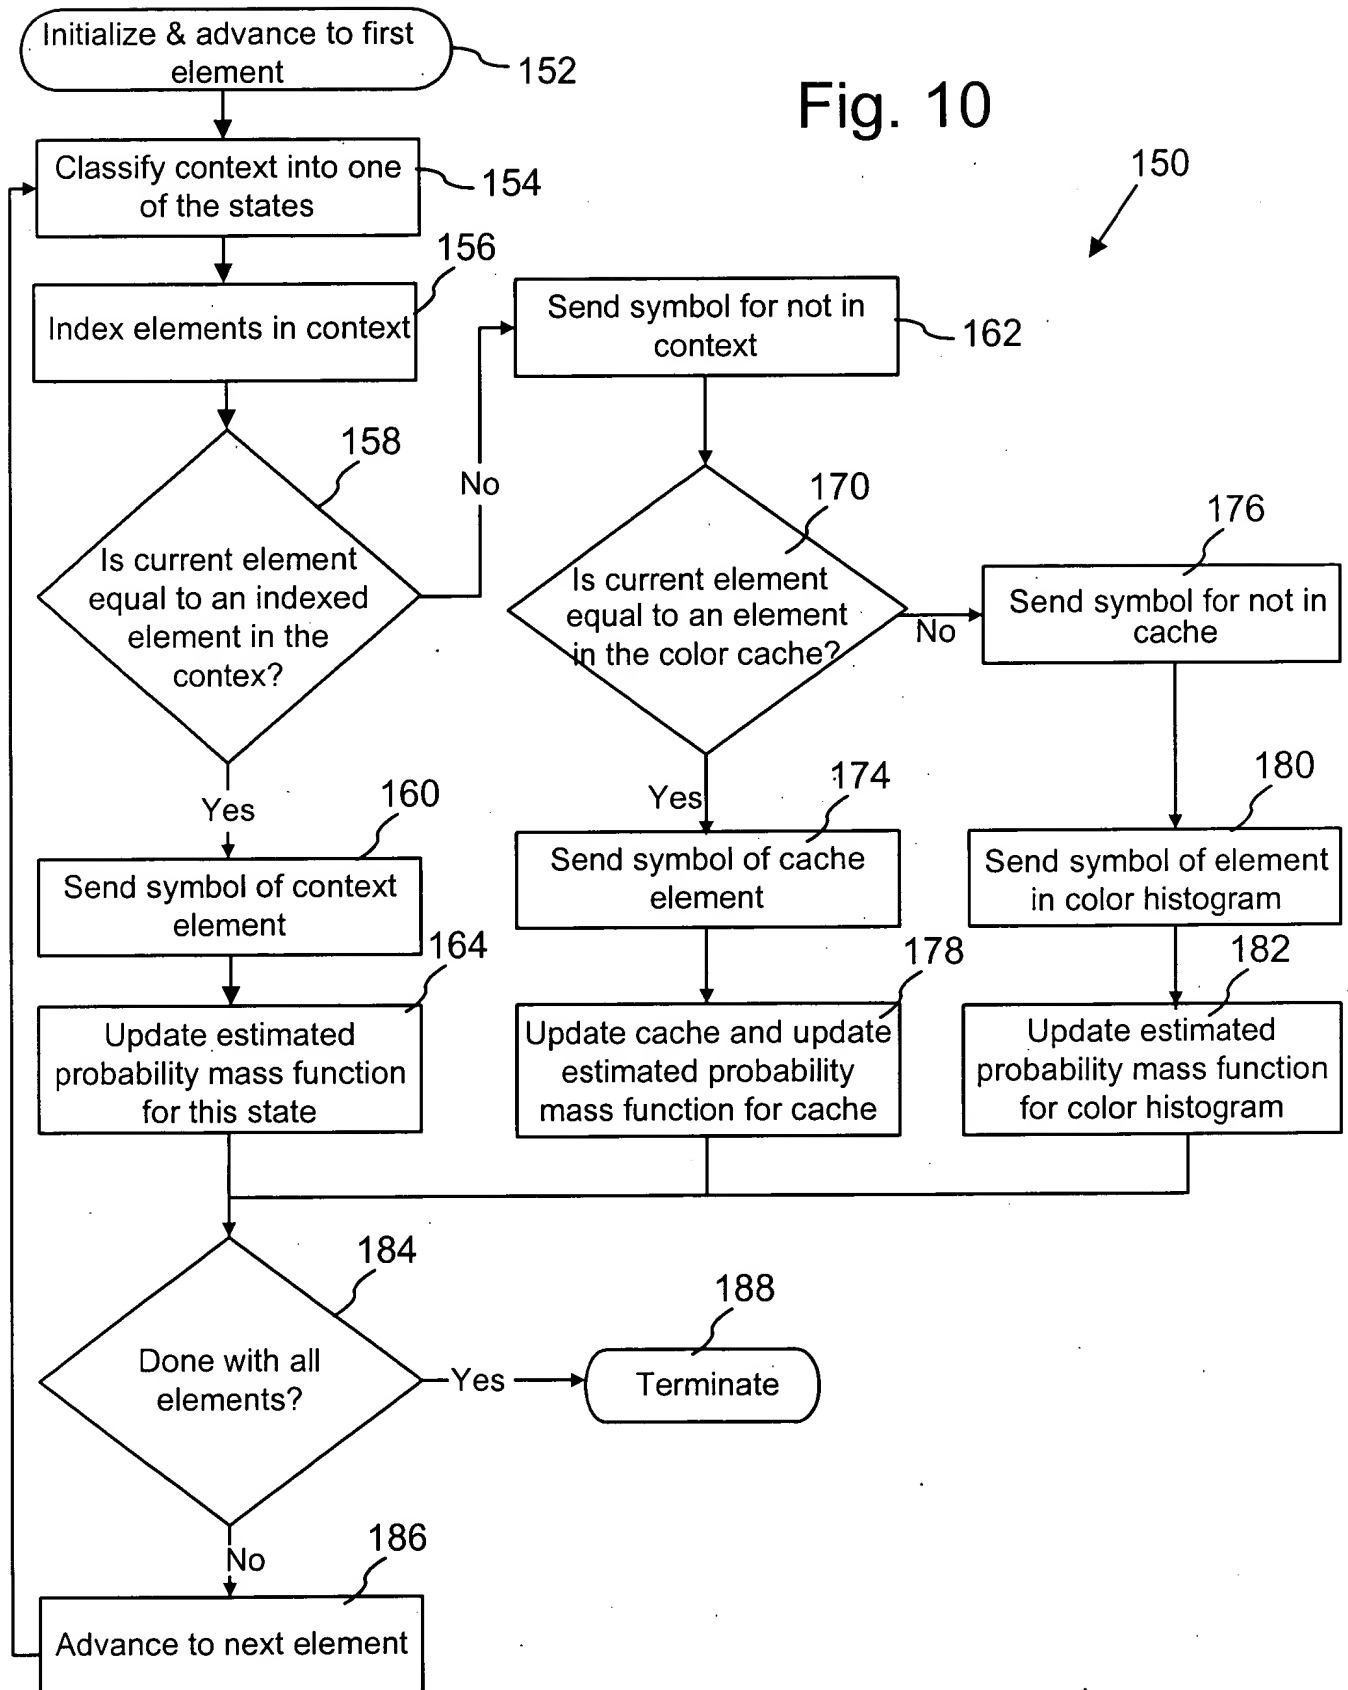 Initialize & advance to first
element
152
Fig. 10
150
Classify context into one
of the states
154
156
Index elements in context
Send symbol for not in
context
162
158
No
Is current element
equal to an indexed
element in the
contex?
170
Is current element
equal to an element
in the color cache?
No
176
Send symbol for not in
cache
Yes
160
Send symbol of context
element
Yes
174
Send symbol of cache
element
180
Send symbol of element
in color histogram
164
Update estimated
probability mass function
for this state
178
Update cache and update
estimated probability
mass function for cache
182
Update estimated
probability mass function
for color histogram
184
Done with all
elements?
Yes
188
Terminate
No
186
Advance to next element